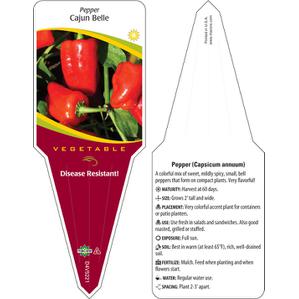 Pepper
Cajun Belle
VEGETABLE
Disease Resistant!
D4VS221
Printed in U.S.A.
Pepper (Capsicum annuum)
A colorful mix of sweet, mildly spicy, small, bell
peppers that form on compact plants. Very flavorful!
MATURITY: Harvest at 60 days.
SIZE: Grows 2' tall and wide.
PLACEMENT: Very colorful accent plant for containers
or patio planters.
USE: Use fresh in salads and sandwiches. Also good
roasted, grilled or stuffed.
EXPOSURE: Full sun.
SOIL: Best in warm (at least 65°F), rich, well-drained
soil.
FERTILIZE: Mulch. Feed when planting and when
flowers start.
WATER: Regular water use.
SPACING: Plant 2-3' apart.